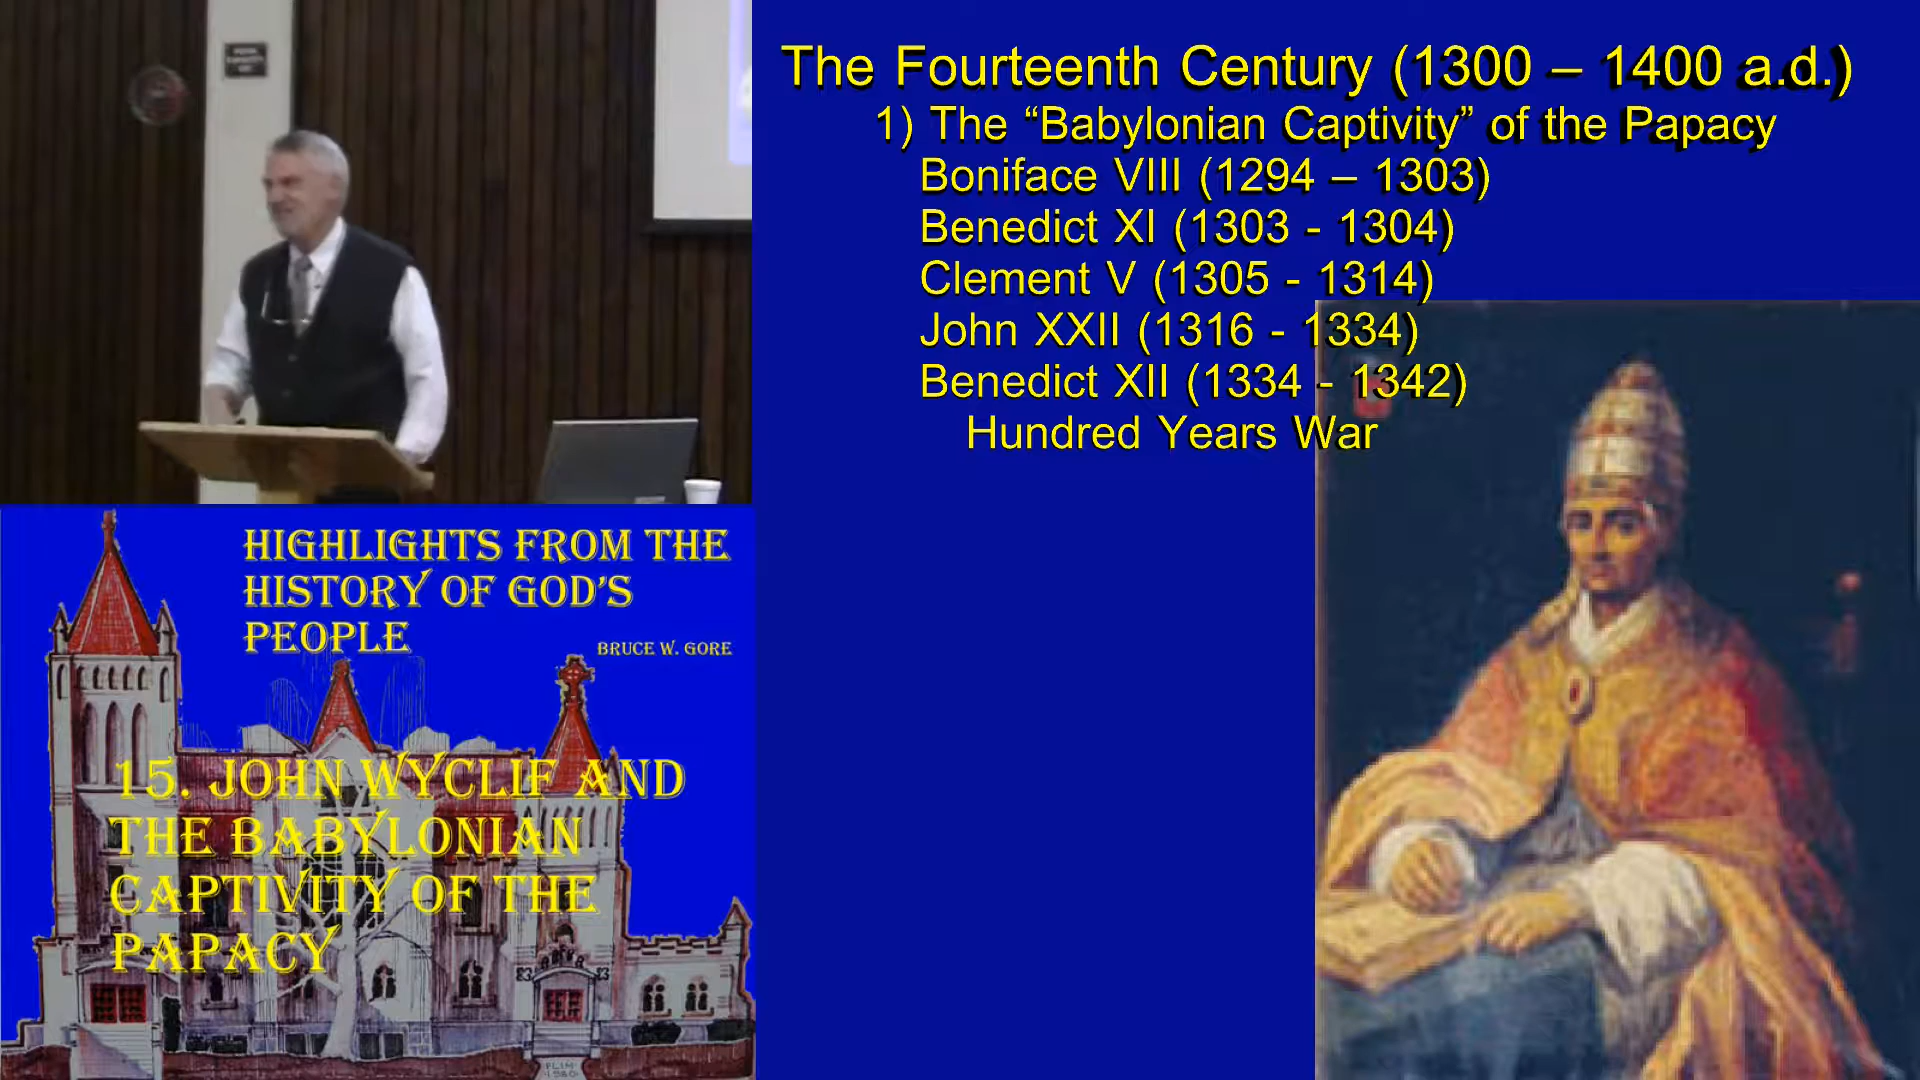 The Fourteenth Century (1300 – 1400 a.d.)
1) The “Babylonian Captivity” of the Papacy
Boniface VIII (1294 – 1303)
Benedict XI (1303 - 1304)
Clement V (1305 - 1314)
John XXII (1316 - 1334)
Benedict XII (1334 - 1342)
Hundred Years War
HIGHLIGHTS FROM THE
HISTORY OF GOD’S
PEOPLE
BRUCE W. GORE
15. JOHN WYCLIF AND
THE BABYLONIAN
CAPTIVITY OF THE
PAPACY